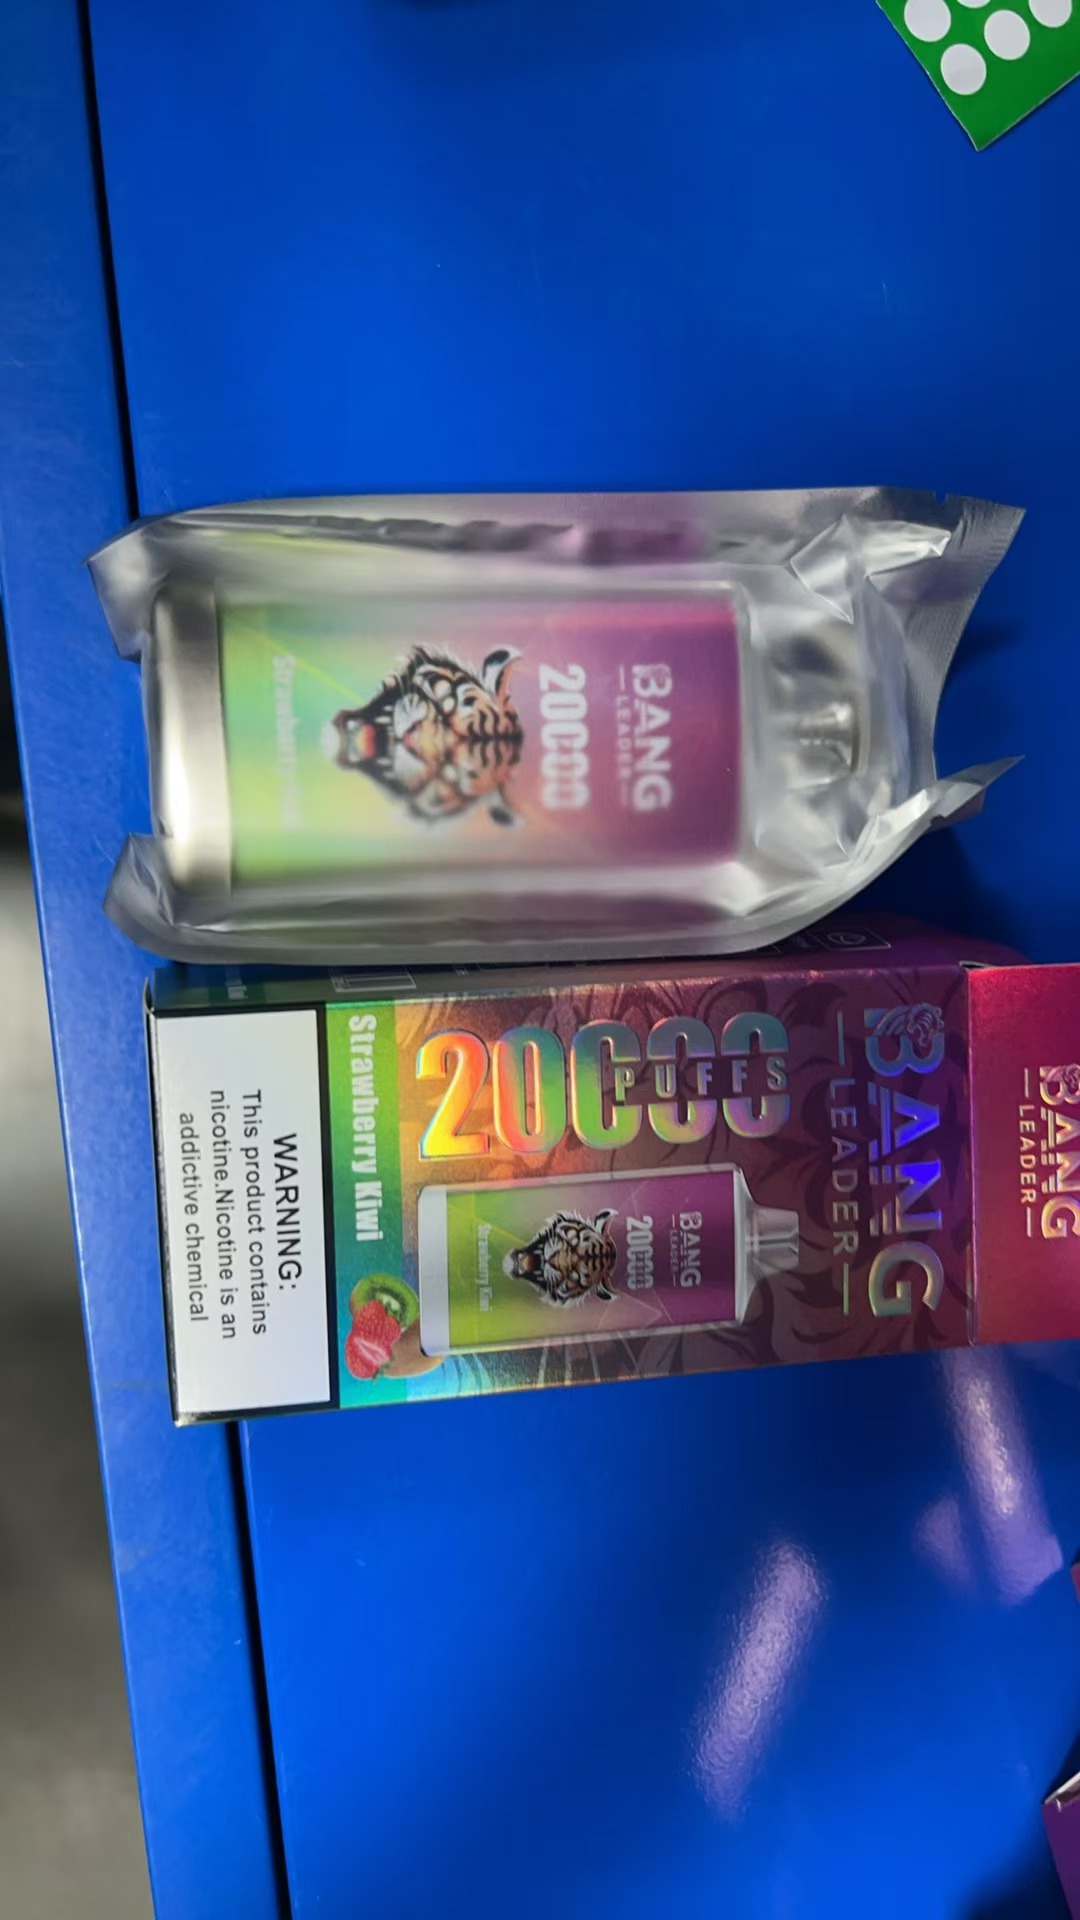 BANG
LEADER
20000
Strawberry
BANG
LEADER
20000
PUFFS
BANG
LEADER
20000
Strawberry Kiwi
Strawberry Kiwi
WARNING:
This product contains
nicotine.Nicotine is an
addictive chemical
BANG
LEADER